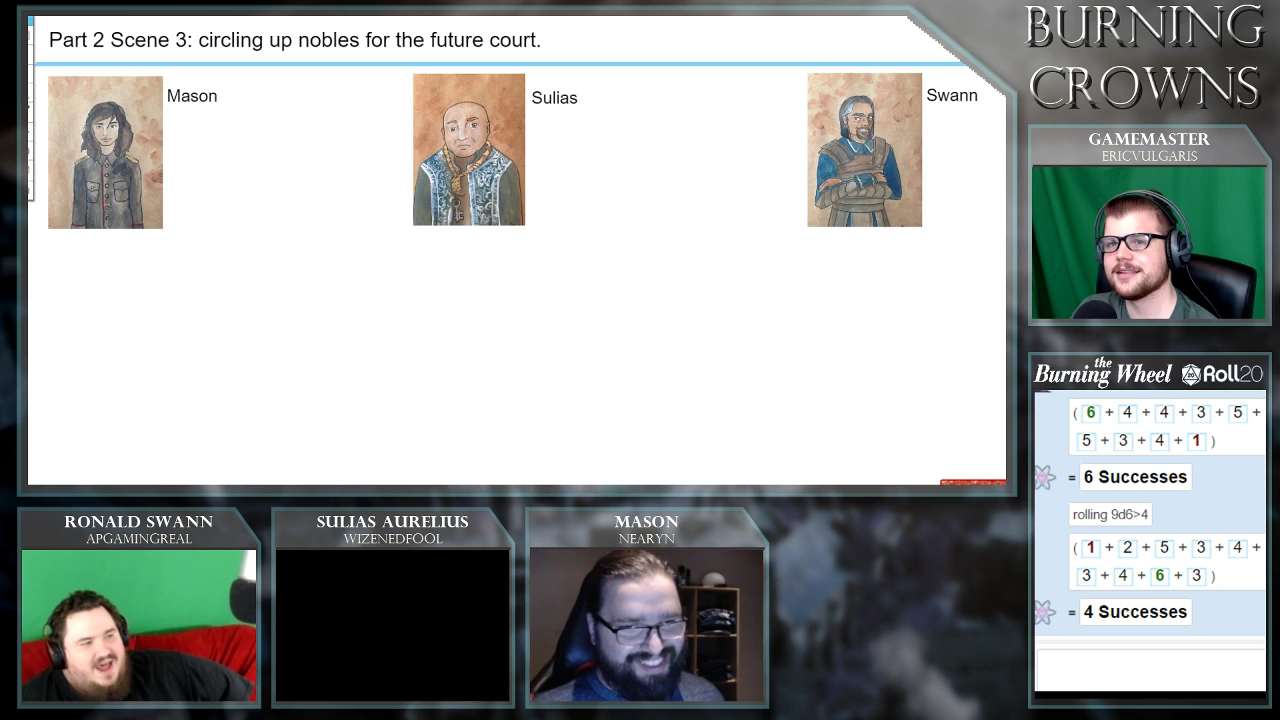 Part 2 Scene 3: circling up nobles for the future court.
Mason
Sulias
Swann
BURNING
CROWNS
GAMEMASTER
ERICVULGARIS
the
Burning Wheel
Roll20
( 6 + 4 + 4 + 3 + 5 +
5 + 3 + 4 + 1 )
= 6 Successes
rolling 9d6>4
( 1 + 2 + 5 + 3 + 4 +
3 + 4 + 6 + 3 )
= 4 Successes
RONALD SWANN
APGAMINGREAL
SULIAS AURELIUS
WIZENEDFOOL
MASON
NEARYN